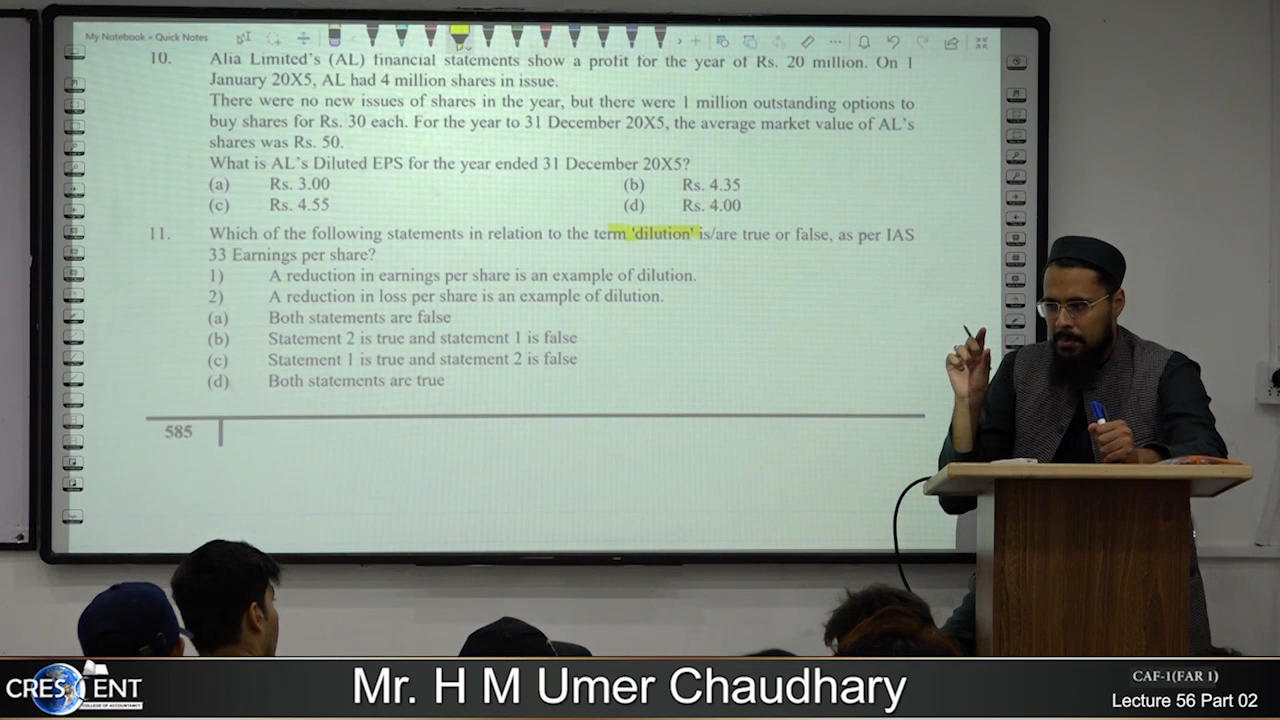 My Notebook » Quick Notes
10. Alia Limited's (AL) financial statements show a profit for the year of Rs. 20 million. On 1
January 20X5, AL had 4 million shares in issue.
There were no new issues of shares in the year, but there were 1 million outstanding options to
buy shares for Rs. 30 each. For the year to 31 December 20X5, the average market value of AL's
shares was Rs. 50.
What is AL's Diluted EPS for the year ended 31 December 20X5?
(a) Rs. 3.00 (b) Rs. 4.35
(c) Rs. 4.55 (d) Rs. 4.00
11. Which of the following statements in relation to the term 'dilution' is/are true or false, as per IAS
33 Earnings per share?
1) A reduction in earnings per share is an example of dilution.
2) A reduction in loss per share is an example of dilution.
(a) Both statements are false
(b) Statement 2 is true and statement 1 is false
(c) Statement 1 is true and statement 2 is false
(d) Both statements are true
585
CRESCENT
COLLEGE OF ACCOUNTANCY
Mr. H M Umer Chaudhary
CAF-1(FAR 1)
Lecture 56 Part 02